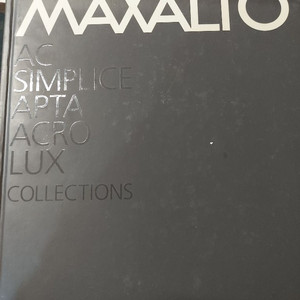 MAXALTO
AC
SIMPLICE
APTA
ACRO
LUX
COLLECTIONS